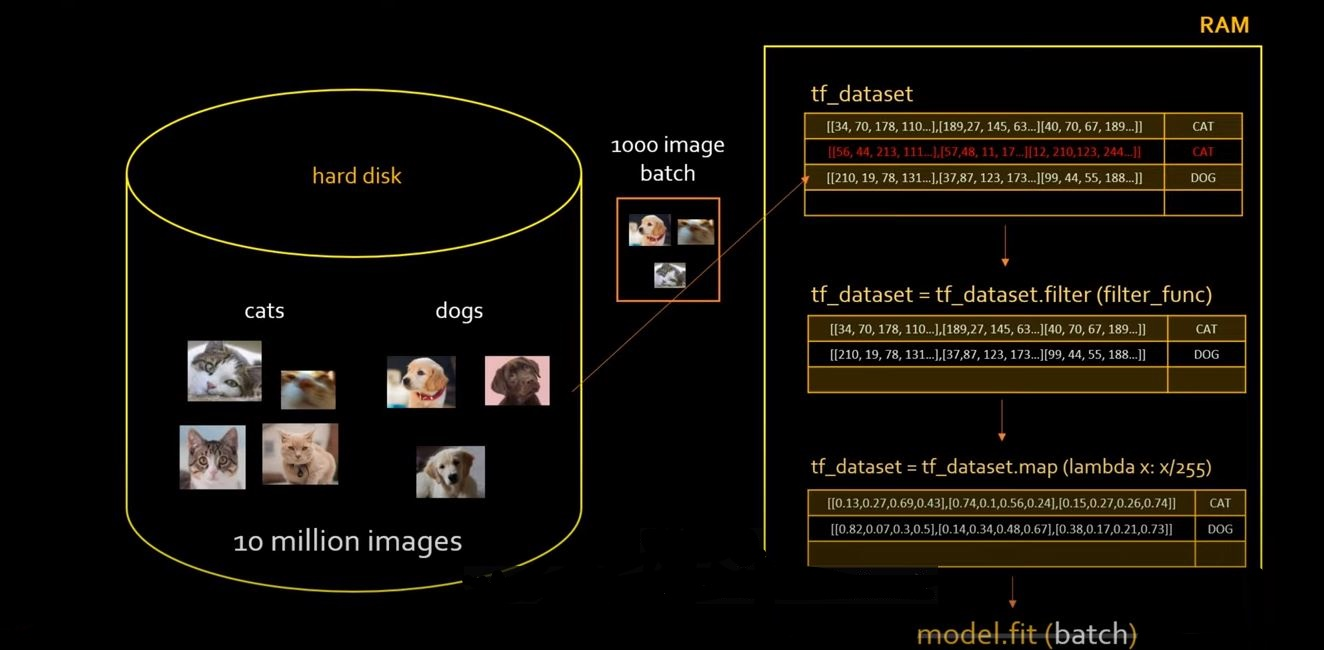 RAM
hard disk
cats
dogs
10 million images
1000 image
batch
tf_dataset
[[34, 70, 178, 110...],[189,27, 145, 63...][40, 70, 67, 189...]] CAT
[[56, 44, 213, 111...],[57,48, 11, 17...][12, 210,123, 244...]] CAT
[[210, 19, 78, 131...],[37,87, 123, 173...][99, 44, 55, 188...]] DOG
tf_dataset = tf_dataset.filter (filter_func)
[[34, 70, 178, 110...],[189,27, 145, 63...][40, 70, 67, 189...]] CAT
[[210, 19, 78, 131...],[37,87, 123, 173...][99, 44, 55, 188...]] DOG
tf_dataset = tf_dataset.map (lambda x: x/255)
[[0.13,0.27,0.69,0.43],[0.74,0.1,0.56,0.24],[0.15,0.27,0.26,0.74]] CAT
[[0.82,0.07,0.3,0.5],[0.14,0.34,0.48,0.67],[0.38,0.17,0.21,0.73]] DOG
model.fit (batch)